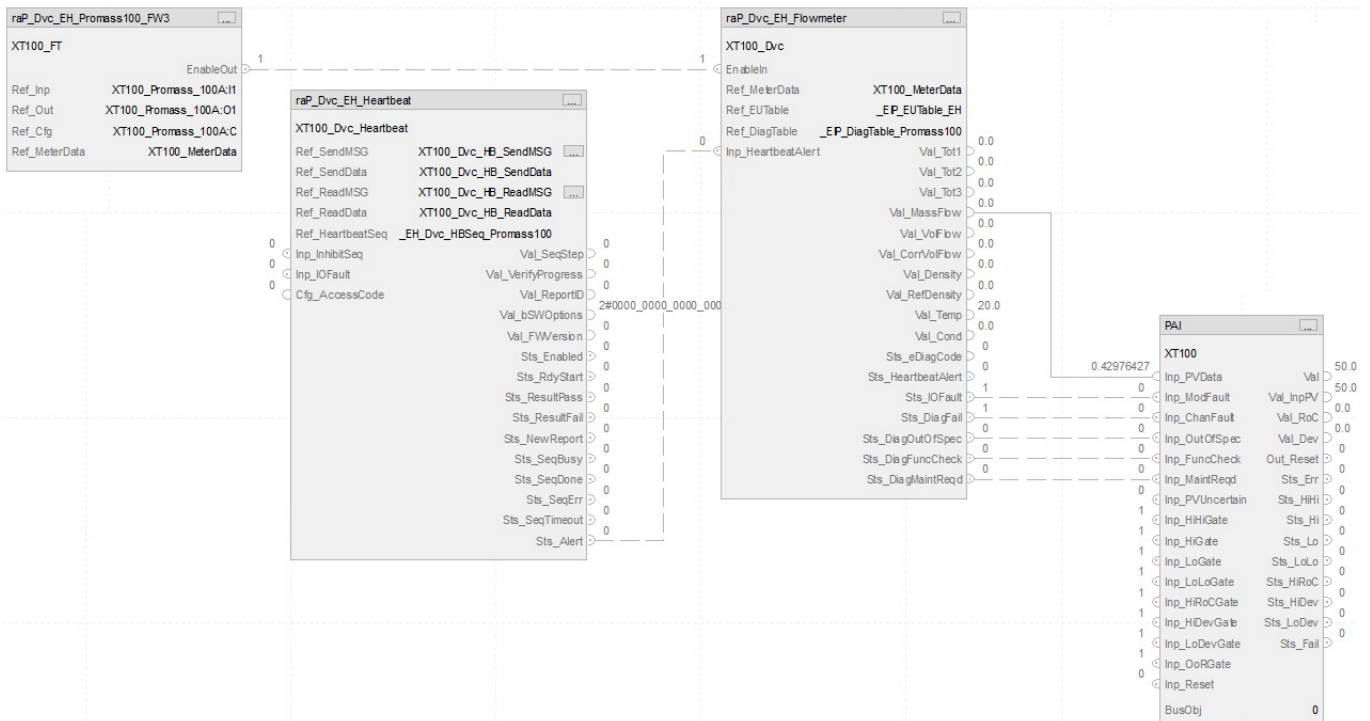 raP_Dvc_EH_Promass100_FW3 ...
XT100_FT
EnableOut 1
Ref_Inp XT100_Promass_100A:I1
Ref_Out XT100_Promass_100A:O1
Ref_Cfg XT100_Promass_100A:C
Ref_MeterData XT100_MeterData
raP_Dvc_EH_Heartbeat ...
XT100_Dvc_Heartbeat
Ref_SendMSG XT100_Dvc_HB_SendMSG ...
Ref_SendData XT100_Dvc_HB_SendData
Ref_ReadMSG XT100_Dvc_HB_ReadMSG ...
Ref_ReadData XT100_Dvc_HB_ReadData
Ref_HeartbeatSeq _EH_Dvc_HBSeq_Promass100
0 Inp_InhibitSeq Val_SeqStep 0
0 Inp_IOFault Val_VerifyProgress 0
0 Cfg_AccessCode Val_ReportID 0
Val_bSWOptions 2#0000_0000_0000_000
Val_FWVersion 0
Sts_Enabled 0
Sts_RdyStart 0
Sts_ResultPass 0
Sts_ResultFail 0
Sts_NewReport 0
Sts_SeqBusy 0
Sts_SeqDone 0
Sts_SeqErr 0
Sts_SeqTimeout 0
Sts_Alert 0
raP_Dvc_EH_Flowmeter ...
XT100_Dvc
1 EnableIn
Ref_MeterData XT100_MeterData
Ref_EUTable _EIP_EUTable_EH
Ref_DiagTable _EIP_DiagTable_Promass100
0 Inp_HeartbeatAlert Val_Tot1 0.0
Val_Tot2 0.0
Val_Tot3 0.0
Val_MassFlow 0.0
Val_VolFlow 0.0
Val_CorrVolFlow 0.0
Val_Density 0.0
Val_RefDensity 0.0
Val_Temp 20.0
Val_Cond 0.0
Sts_eDiagCode 0
Sts_HeartbeatAlert 0
Sts_IOFault 1
Sts_DiagFail 1
Sts_DiagOutOfSpec 0
Sts_DiagFuncCheck 0
Sts_DiagMaintReqd 0
PAI ...
XT100
0.42976427 Inp_PVData Val 50.0
0 Inp_ModFault Val_InpPV 50.0
0 Inp_ChanFault Val_RoC 0.0
0 Inp_OutOfSpec Val_Dev 0.0
0 Inp_FuncCheck Out_Reset 0
0 Inp_MaintReqd Sts_Err 0
0 Inp_PVUncertain Sts_HiHi 0
1 Inp_HiHiGate Sts_Hi 0
1 Inp_HiGate Sts_Lo 0
1 Inp_LoGate Sts_LoLo 0
1 Inp_LoLoGate Sts_HiRoC 0
1 Inp_HiRoCGate Sts_HiDev 0
1 Inp_HiDevGate Sts_LoDev 0
1 Inp_LoDevGate Sts_Fail 0
1 Inp_OoRGate
0 Inp_Reset
BusObj 0